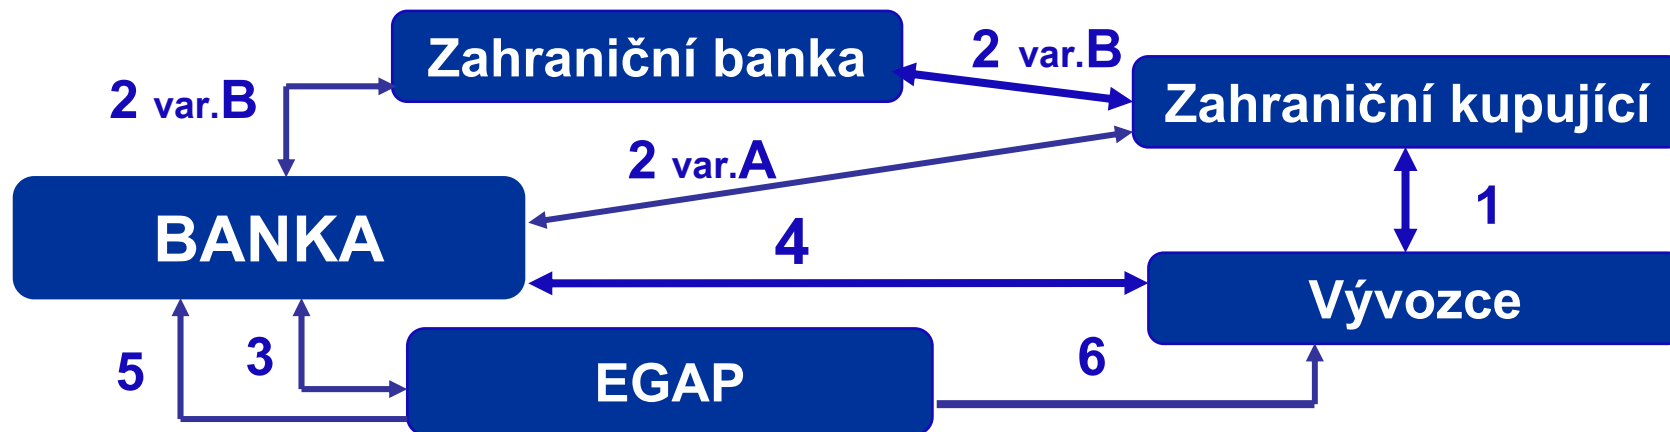 Zahraniční banka
2 var.B
2 var.B
Zahraniční kupující
2 var.A
BANKA
4
1
Vývozce
5
3
EGAP
6